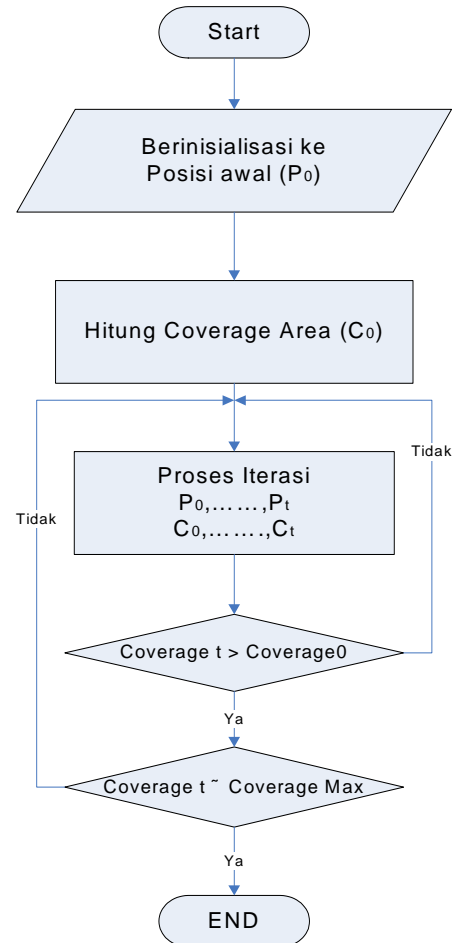 Start
Berinisialisasi ke
Posisi awal (P₀)
Hitung Coverage Area (C₀)
Tidak
Proses Iterasi
P₀,... ...,Pₜ
C₀,... ....,Cₜ
Tidak
Coverage t > Coverage0
Ya
Coverage t ˜ Coverage Max
Ya
END